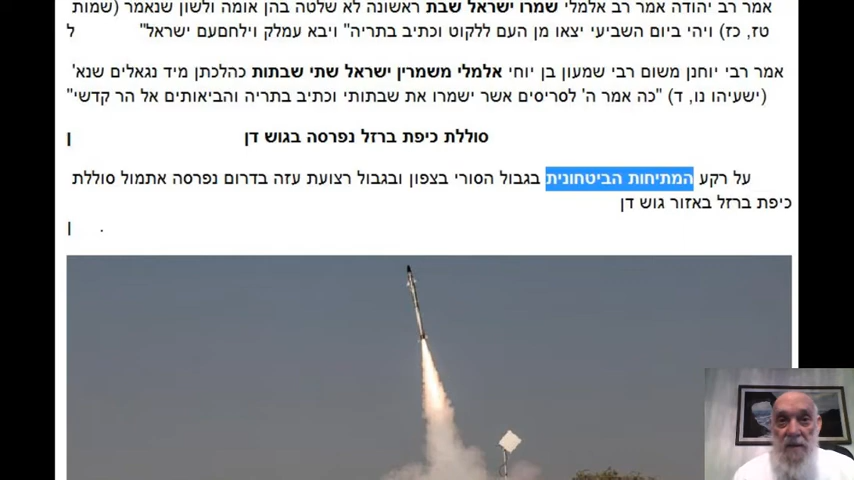 אמר רב יהודה אמר רב אלמלי שמרו ישראל שבת ראשונה לא שלטה בהן אומה ולשון שנאמר (שמות
טז, כז) ויהי ביום השביעי יצאו מן העם ללקוט וכתיב בתריה" ויבא עמלק וילחםעם ישראל" ל
אמר רבי יוחנן משום רבי שמעון בן יוחי אלמלי משמרין ישראל שתי שבתות כהלכתן מיד נגאלים שנא'
(ישעיהו נו, ד) "כה אמר ה' לסריסים אשר ישמרו את שבתותי וכתיב בתריה והביאותים אל הר קדשי"
סוללת כיפת ברזל נפרסה בגוש דן ן
על רקע המתיחות הביטחונית בגבול הסורי בצפון ובגבול רצועת עזה בדרום נפרסה אתמול סוללת
כיפת ברזל באזור גוש דן
. ן